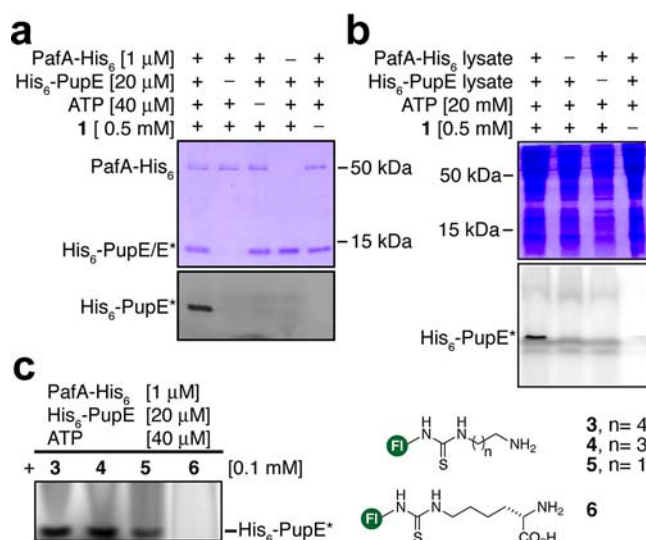 a
PafA-His₆ [1 μM] + + + – +
His₆-PupE [20 μM] + – + + +
ATP [40 μM] + + – + +
1 [ 0.5 mM] + + + + –
PafA-His₆
–50 kDa
–15 kDa
His₆-PupE/E*
His₆-PupE*
b
PafA-His₆ lysate + – + +
His₆-PupE lysate + + – +
ATP [20 mM] + + + +
1 [0.5 mM] + + + –
50 kDa–
15 kDa–
His₆-PupE*
c
PafA-His₆ [1 μM]
His₆-PupE [20 μM]
ATP [40 μM]
+ 3 4 5 6 [0.1 mM]
–His₆-PupE*
Fl H N S H N ( )n NH₂
3, n= 4
4, n= 3
5, n= 1
Fl H N S H N NH₂ CO₂H
6